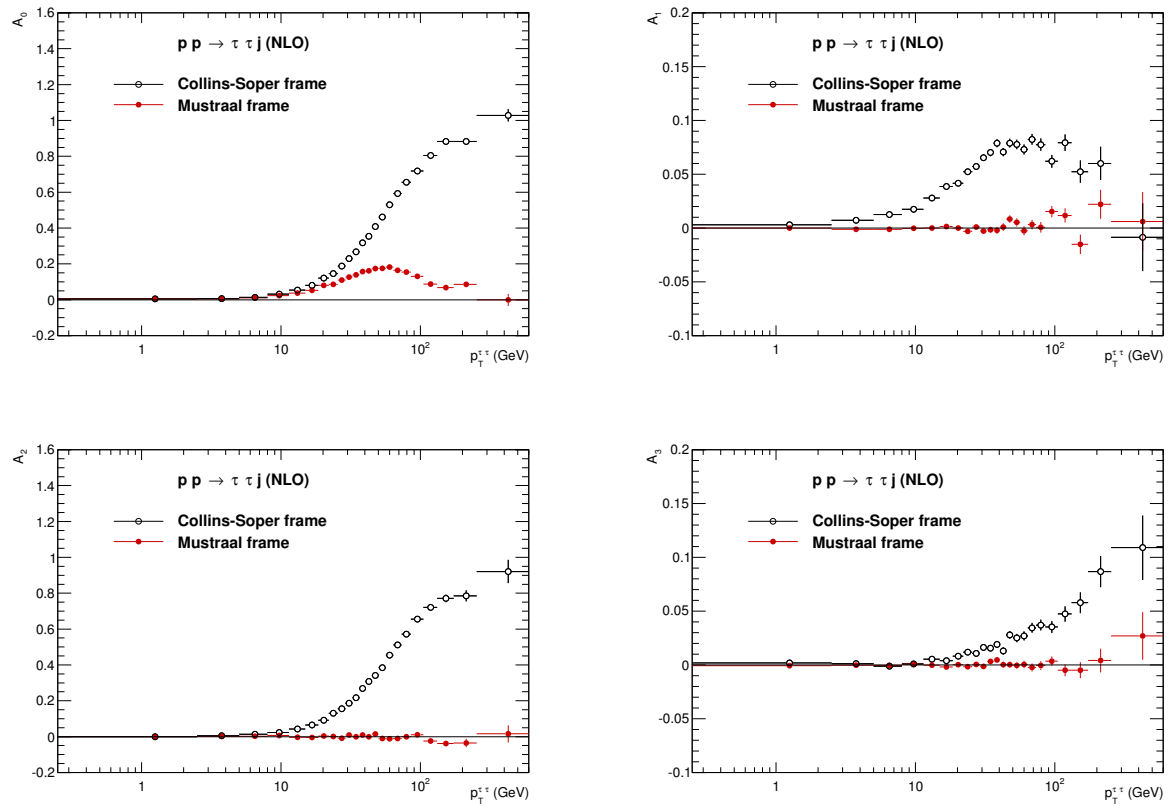 A₀
1.6
1.4
1.2
1
0.8
0.6
0.4
0.2
0
-0.2
p p → τ τ j (NLO)
Collins-Soper frame
Mustraal frame
1
10
10²
p_T^{τ τ} (GeV)
A₁
0.2
0.15
0.1
0.05
0
-0.05
-0.1
p p → τ τ j (NLO)
Collins-Soper frame
Mustraal frame
1
10
10²
p_T^{τ τ} (GeV)
A₂
1.6
1.4
1.2
1
0.8
0.6
0.4
0.2
0
-0.2
p p → τ τ j (NLO)
Collins-Soper frame
Mustraal frame
1
10
10²
p_T^{τ τ} (GeV)
A₃
0.2
0.15
0.1
0.05
0
-0.05
-0.1
p p → τ τ j (NLO)
Collins-Soper frame
Mustraal frame
1
10
10²
p_T^{τ τ} (GeV)